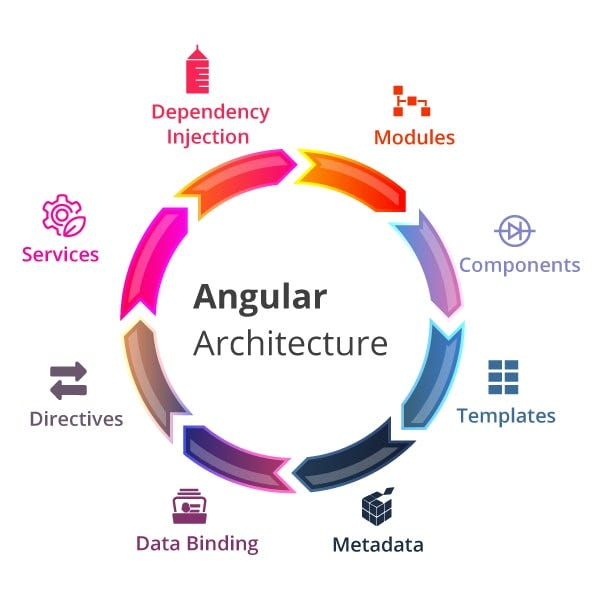 Dependency
Injection
Modules
Services
Components
Angular
Architecture
Directives
Templates
Data Binding
Metadata